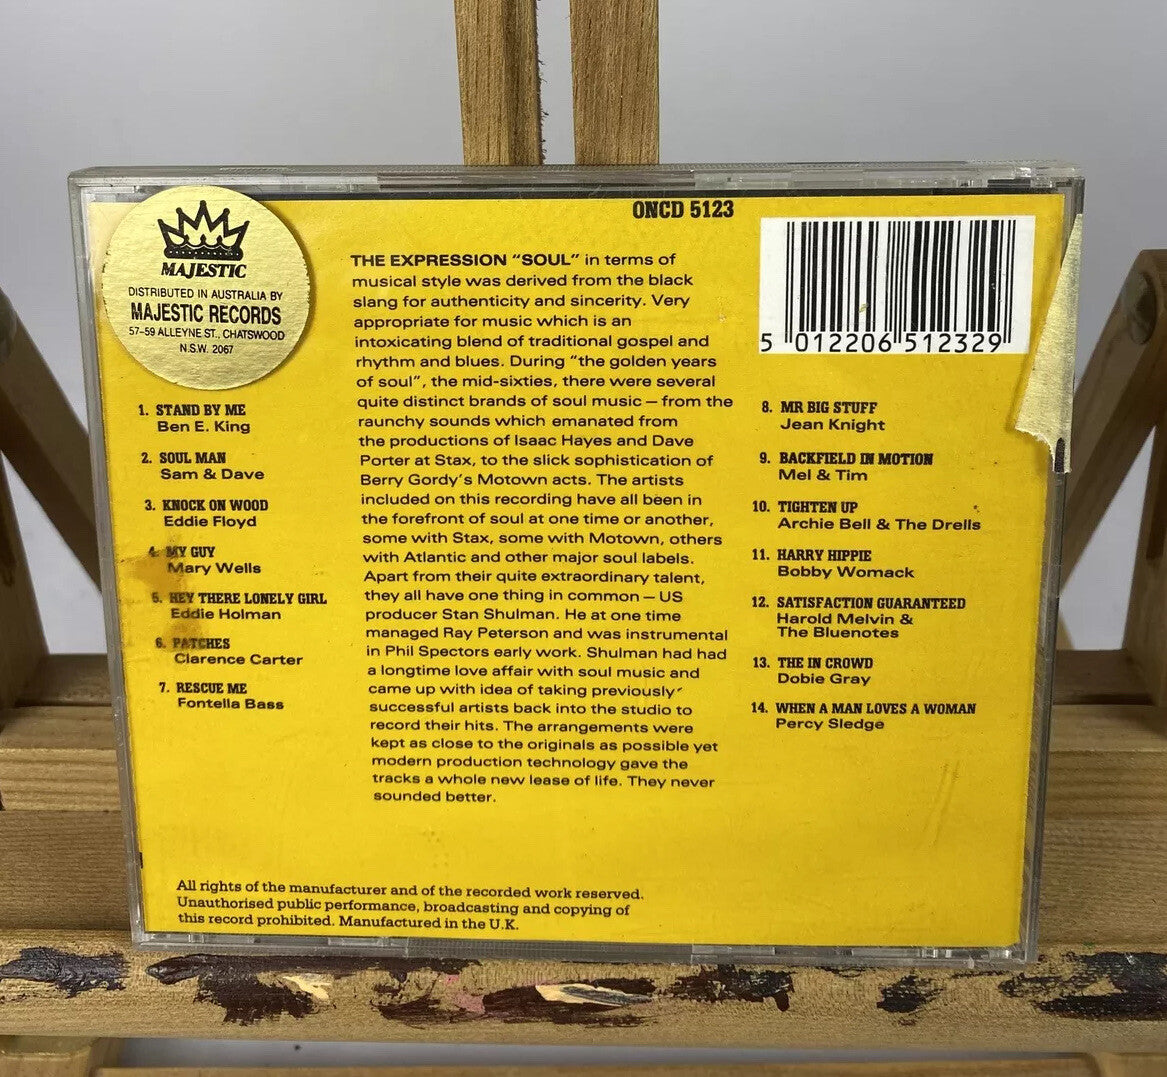 MAJESTIC
DISTRIBUTED IN AUSTRALIA BY
MAJESTIC RECORDS
57-59 ALLEYNE ST., CHATSWOOD
N.S.W. 2067
ONCD 5123
5 012206 512329
1. STAND BY ME
Ben E. King
2. SOUL MAN
Sam & Dave
3. KNOCK ON WOOD
Eddie Floyd
4. MY GUY
Mary Wells
5. HEY THERE LONELY GIRL
Eddie Holman
6. PATCHES
Clarence Carter
7. RESCUE ME
Fontella Bass
THE EXPRESSION "SOUL" in terms of
musical style was derived from the black
slang for authenticity and sincerity. Very
appropriate for music which is an
intoxicating blend of traditional gospel and
rhythm and blues. During "the golden years
of soul", the mid-sixties, there were several
quite distinct brands of soul music – from the
raunchy sounds which emanated from
the productions of Isaac Hayes and Dave
Porter at Stax, to the slick sophistication of
Berry Gordy's Motown acts. The artists
included on this recording have all been in
the forefront of soul at one time or another,
some with Stax, some with Motown, others
with Atlantic and other major soul labels.
Apart from their quite extraordinary talent,
they all have one thing in common – US
producer Stan Shulman. He at one time
managed Ray Peterson and was instrumental
in Phil Spectors early work. Shulman had had
a longtime love affair with soul music and
came up with idea of taking previously
successful artists back into the studio to
record their hits. The arrangements were
kept as close to the originals as possible yet
modern production technology gave the
tracks a whole new lease of life. They never
sounded better.
8. MR BIG STUFF
Jean Knight
9. BACKFIELD IN MOTION
Mel & Tim
10. TIGHTEN UP
Archie Bell & The Drells
11. HARRY HIPPIE
Bobby Womack
12. SATISFACTION GUARANTEED
Harold Melvin &
The Bluenotes
13. THE IN CROWD
Dobie Gray
14. WHEN A MAN LOVES A WOMAN
Percy Sledge
All rights of the manufacturer and of the recorded work reserved.
Unauthorised public performance, broadcasting and copying of
this record prohibited. Manufactured in the U.K.